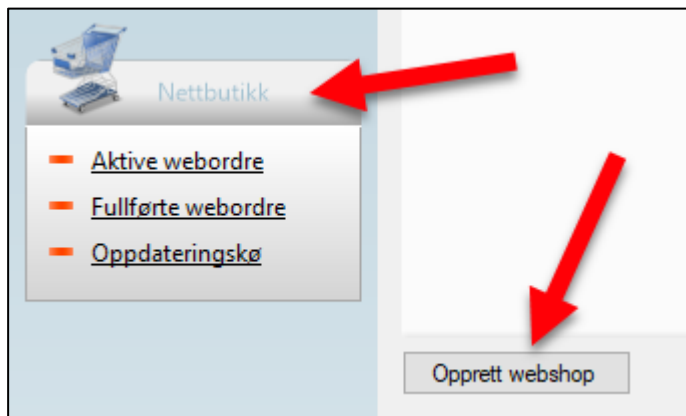 Nettbutikk
Aktive webordre
Fullførte webordre
Oppdateringskø
Opprett webshop